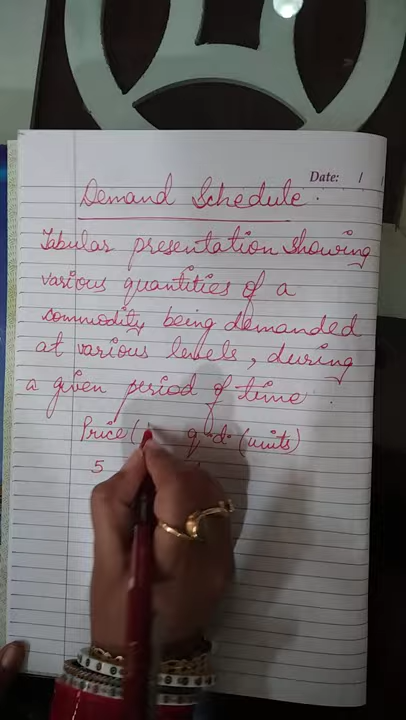 Date: / /
Demand Schedule.
Tabular presentation showing
various quantities of a
commodity being demanded
at various levels, during
a given period of time.
Price (
q.d. (units)
5